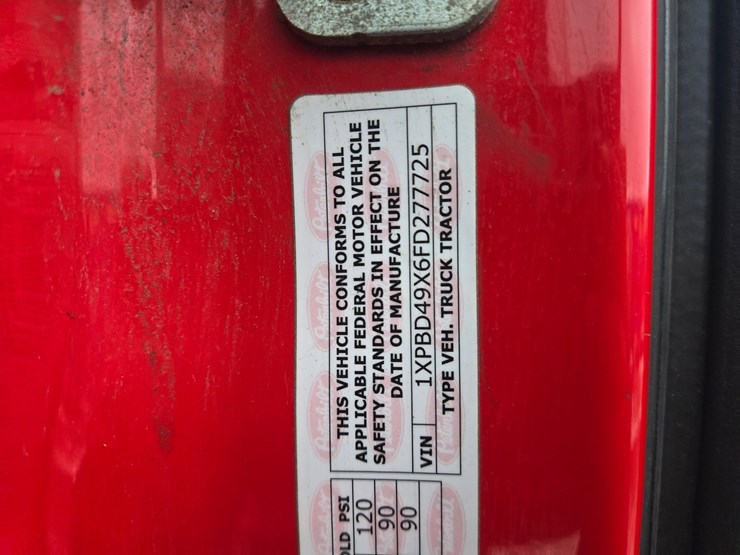 THIS VEHICLE CONFORMS TO ALL
APPLICABLE FEDERAL MOTOR VEHICLE
SAFETY STANDARDS IN EFFECT ON THE
DATE OF MANUFACTURE
VIN 1XPBD49X6FD277725
TYPE VEH. TRUCK TRACTOR
PSI
120
90
90